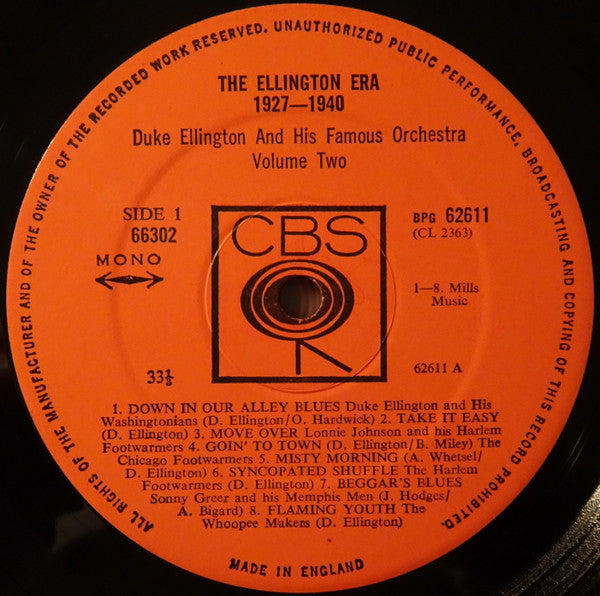 ALL RIGHTS OF THE MANUFACTURER AND OF THE OWNER OF THE RECORDED WORK RESERVED. UNAUTHORIZED PUBLIC PERFORMANCE, BROADCASTING AND COPYING OF THIS RECORD PROHIBITED.
THE ELLINGTON ERA
1927—1940
Duke Ellington And His Famous Orchestra
Volume Two
SIDE 1
66302
MONO
CBS
BPG 62611
(CL 2363)
1—8. Mills
Music
33⅓
62611 A
1. DOWN IN OUR ALLEY BLUES Duke Ellington and His
Washingtonians (D. Ellington/O. Hardwick) 2. TAKE IT EASY
(D. Ellington) 3. MOVE OVER Lonnie Johnson and his Harlem
Footwarmers 4. GOIN' TO TOWN (D. Ellington/B. Miley) The
Chicago Footwarmers 5. MISTY MORNING (A. Whetsel/
D. Ellington) 6. SYNCOPATED SHUFFLE The Harlem
Footwarmers (D. Ellington) 7. BEGGAR'S BLUES
Sonny Greer and his Memphis Men (J. Hodges/
A. Bigard) 8. FLAMING YOUTH The
Whoopee Makers (D. Ellington)
MADE IN ENGLAND